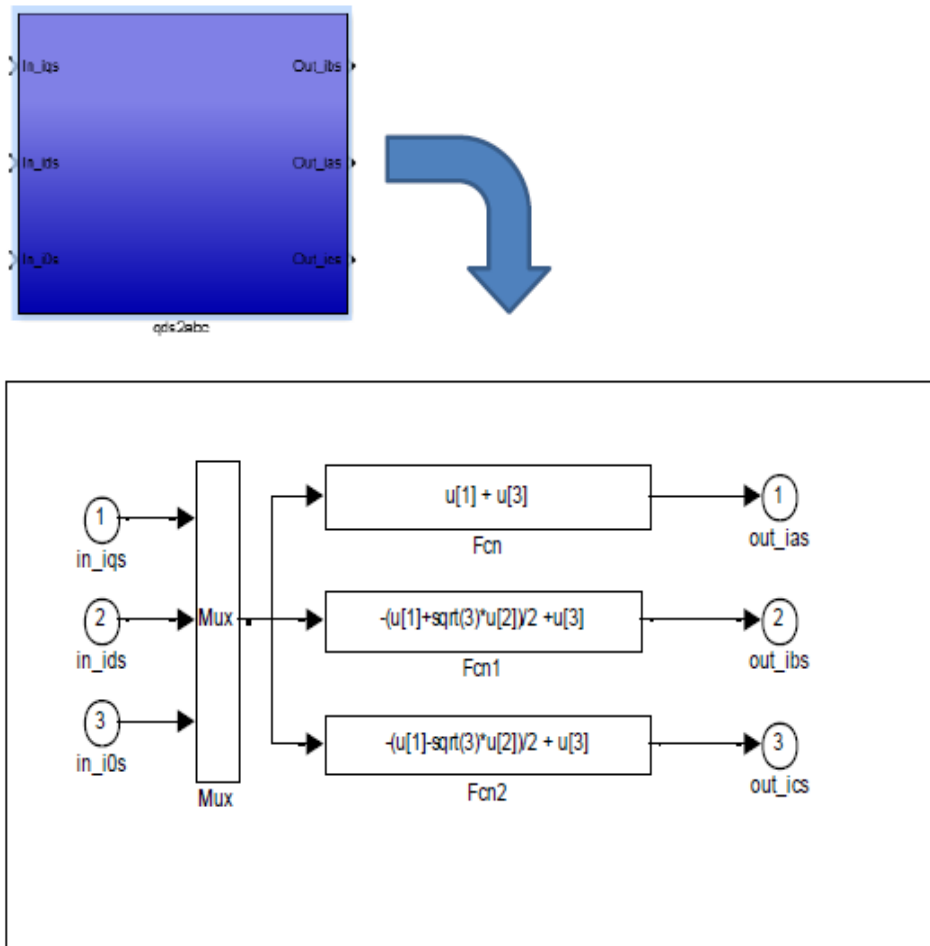 In_iqs
Out_ibs
In_ids
Out_ias
In_i0s
Out_ics
qds2abc
1
in_iqs
2
in_ids
3
in_i0s
Mux
Mux
u[1] + u[3]
Fcn
-(u[1]+sqrt(3)*u[2])/2 +u[3]
Fcn1
-(u[1]-sqrt(3)*u[2])/2 + u[3]
Fcn2
1
out_ias
2
out_ibs
3
out_ics